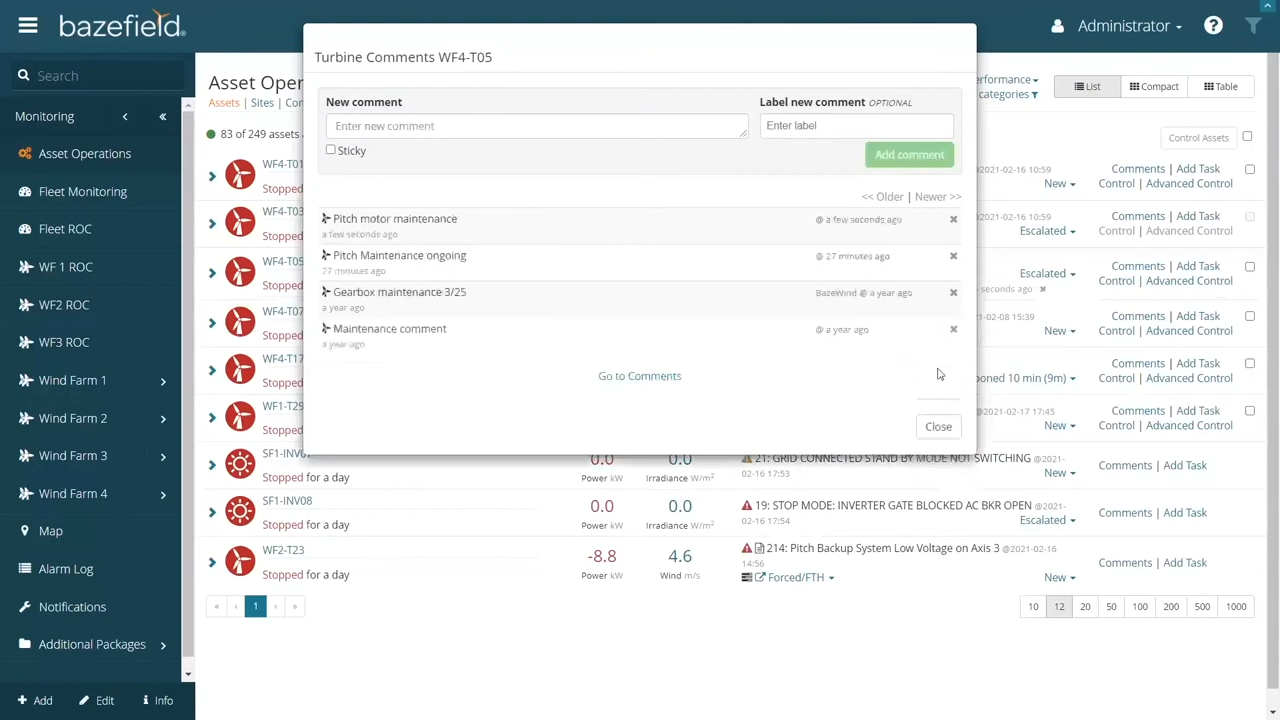 bazefield.
Administrator
Search
Monitoring
Asset Operations
Fleet Monitoring
Fleet ROC
WF 1 ROC
WF2 ROC
WF3 ROC
Wind Farm 1
Wind Farm 2
Wind Farm 3
Wind Farm 4
Map
Alarm Log
Notifications
Additional Packages
Add Edit Info
Asset Oper
Assets | Sites | Con
83 of 249 assets
erformance
categories
List Compact Table
Control Assets
Turbine Comments WF4-T05
New comment
Label new comment OPTIONAL
Enter new comment
Enter label
Sticky
Add comment
<< Older | Newer >>
Pitch motor maintenance @ a few seconds ago
a few seconds ago
Pitch Maintenance ongoing @ 27 minutes ago
27 minutes ago
Gearbox maintenance 3/25 BazeWind @ a year ago
a year ago
Maintenance comment @ a year ago
a year ago
Go to Comments
Close
WF4-T01
Stopped
@2021-02-16 10:59
New
Comments | Add Task
Control | Advanced Control
WF4-T03
Stopped
@2021-02-16 10:59
Escalated
Comments | Add Task
Control | Advanced Control
WF4-T05
Stopped
Escalated
seconds ago
Comments | Add Task
Control | Advanced Control
WF4-T07
Stopped
-02-08 15:39
New
Comments | Add Task
Control | Advanced Control
WF4-T17
Stopped
oned 10 min (9m)
Comments | Add Task
Control | Advanced Control
WF1-T29
Stopped
@2021-02-17 17:45
New
Comments | Add Task
Control | Advanced Control
SF1-INV07
Stopped for a day
0.0
Power kW
0.0
Irradiance W/m²
21: GRID CONNECTED STAND BY MODE NOT SWITCHING @2021-
02-16 17:53
New
Comments | Add Task
SF1-INV08
Stopped for a day
0.0
Power kW
0.0
Irradiance W/m²
19: STOP MODE: INVERTER GATE BLOCKED AC BKR OPEN @2021-
02-16 17:54
Escalated
Comments | Add Task
WF2-T23
Stopped for a day
-8.8
Power kW
4.6
Wind m/s
214: Pitch Backup System Low Voltage on Axis 3 @2021-02-16
14:56
Forced/FTH
New
Comments | Add Task
« ‹ 1 › »
10 12 20 50 100 200 500 1000